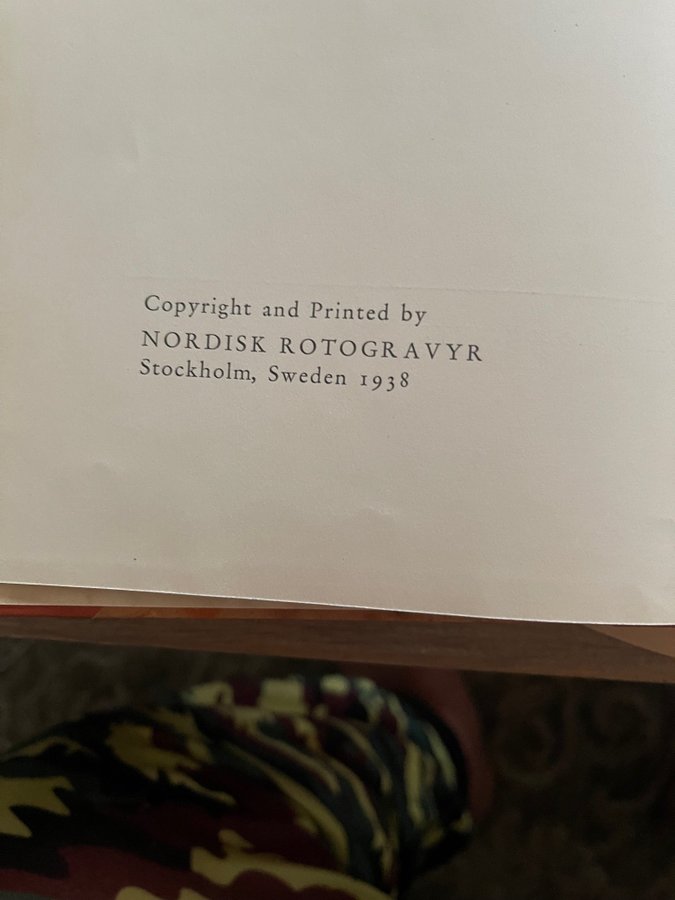 Copyright and Printed by
NORDISK ROTOGRAVYR
Stockholm, Sweden 1938